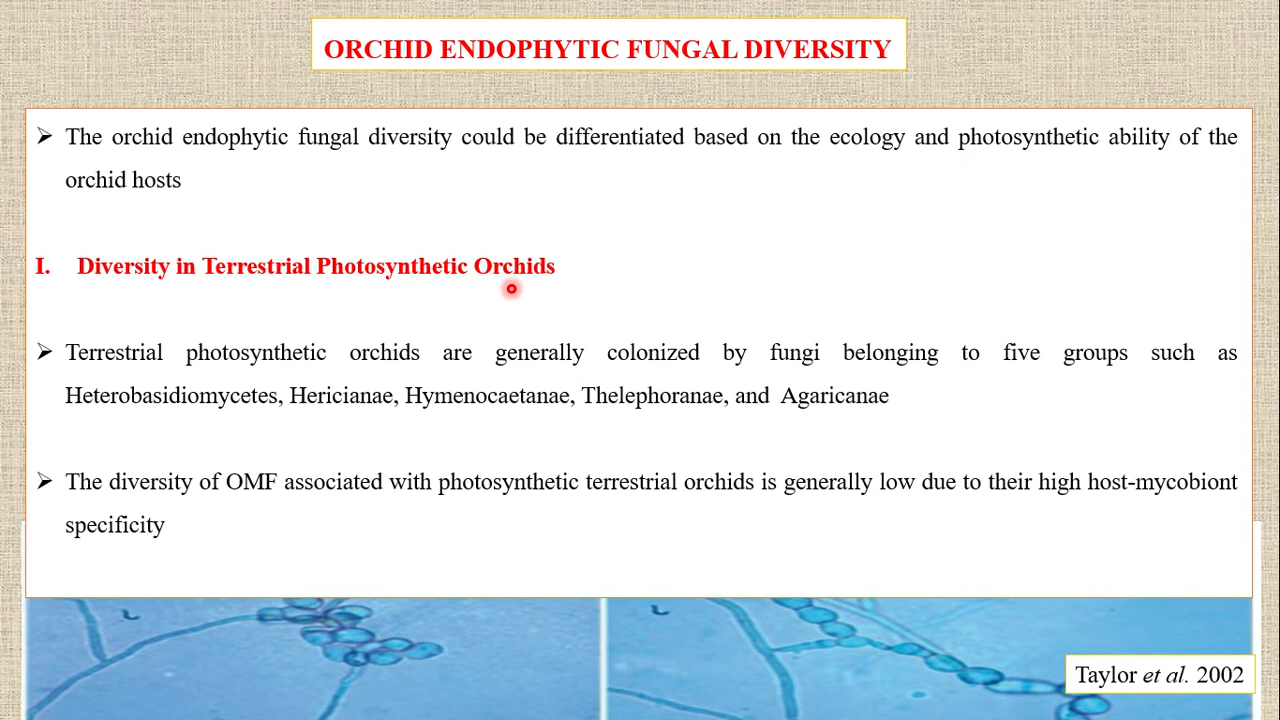 ORCHID ENDOPHYTIC FUNGAL DIVERSITY
➢ The orchid endophytic fungal diversity could be differentiated based on the ecology and photosynthetic ability of the
orchid hosts
I. Diversity in Terrestrial Photosynthetic Orchids
➢ Terrestrial photosynthetic orchids are generally colonized by fungi belonging to five groups such as
Heterobasidiomycetes, Hericianae, Hymenocaetanae, Thelephoranae, and Agaricanae
➢ The diversity of OMF associated with photosynthetic terrestrial orchids is generally low due to their high host-mycobiont
specificity
Taylor et al. 2002